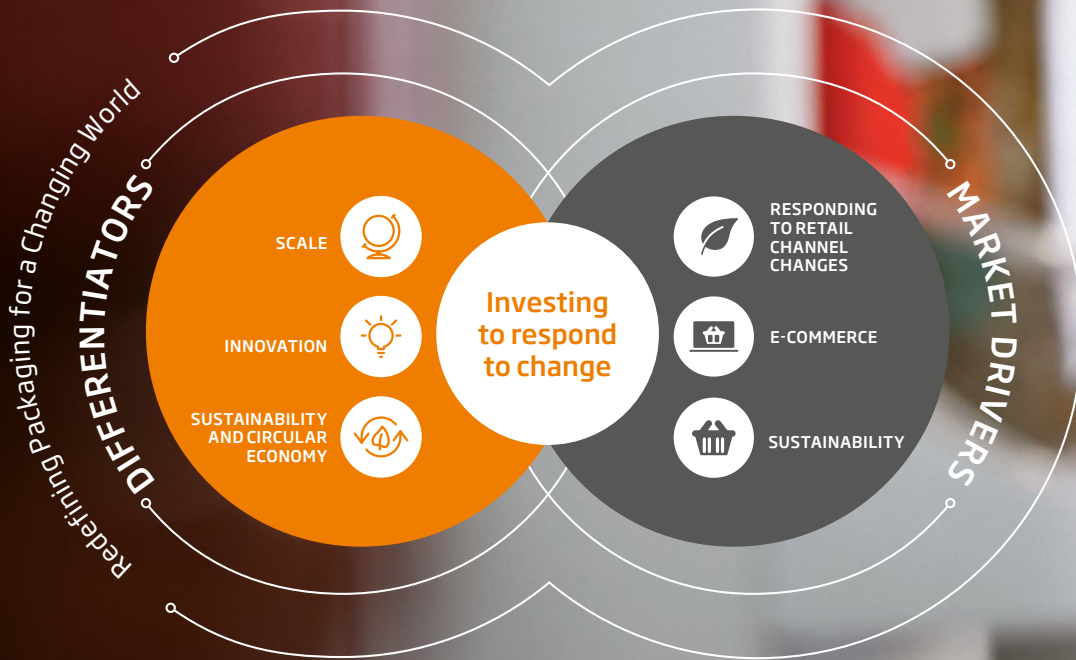 Redefining Packaging for a Changing World
DIFFERENTIATORS
SCALE
INNOVATION
SUSTAINABILITY
AND CIRCULAR
ECONOMY
Investing
to respond
to change
RESPONDING
TO RETAIL
CHANNEL
CHANGES
E-COMMERCE
SUSTAINABILITY
MARKET DRIVERS